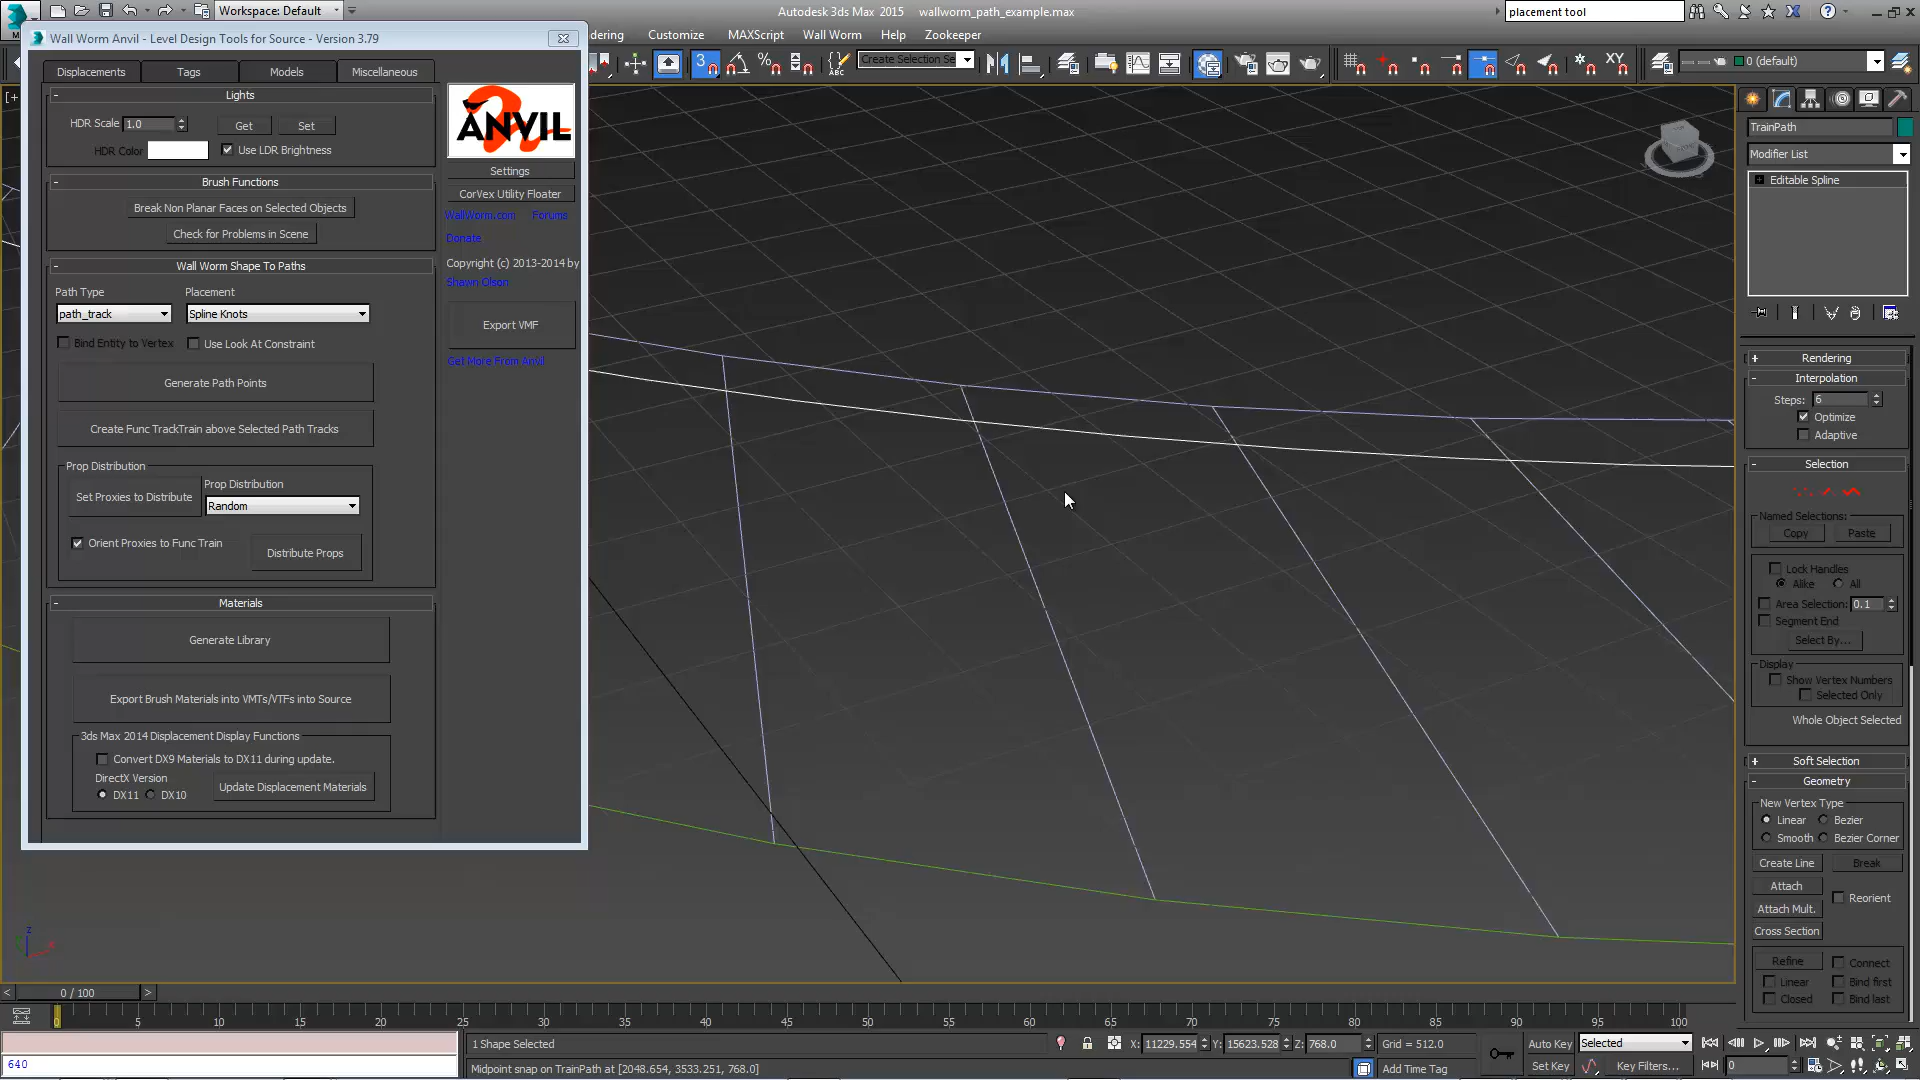 Workspace: Default
Autodesk 3ds Max 2015 wallworm_path_example.max
placement tool
Wall Worm Anvil - Level Design Tools for Source - Version 3.79
dering Customize MAXScript Wall Worm Help Zookeeper
Create Selection Se
XY
0 (default)
Displacements Tags Models Miscellaneous
Lights
HDR Scale 1.0 Get Set
HDR Color Use LDR Brightness
Brush Functions
Break Non Planar Faces on Selected Objects
Check for Problems in Scene
Wall Worm Shape To Paths
Path Type Placement
path_track Spline Knots
Bind Entity to Vertex Use Look At Constraint
Generate Path Points
Create Func TrackTrain above Selected Path Tracks
Prop Distribution
Set Proxies to Distribute
Prop Distribution
Random
Orient Proxies to Func Train
Distribute Props
Materials
Generate Library
Export Brush Materials into VMTs/VTFs into Source
3ds Max 2014 Displacement Display Functions
Convert DX9 Materials to DX11 during update.
DirectX Version
DX11 DX10
Update Displacement Materials
ANVIL
Settings
CorVex Utility Floater
WallWorm.com Forums
Donate
Copyright (c) 2013-2014 by
Shawn Olson
Export VMF
Get More From Anvil
TrainPath
Modifier List
Editable Spline
Rendering
Interpolation
Steps: 6
Optimize
Adaptive
Selection
Named Selections:
Copy Paste
Lock Handles
Alike All
Area Selection: 0.1
Segment End
Select By...
Display
Show Vertex Numbers
Selected Only
Whole Object Selected
Soft Selection
Geometry
New Vertex Type
Linear Bezier
Smooth Bezier Corner
Create Line Break
Attach
Reorient
Attach Mult.
Cross Section
Refine Connect
Linear Bind first
Closed Bind last
z
x
0 / 100
0 5 10 15 20 25 30 35 40 45 50 55 60 65 70 75 80 85 90 95 100
640
1 Shape Selected
X: 11229.554 Y: 15623.528 Z: 768.0
Grid = 512.0
Auto Key Selected
Midpoint snap on TrainPath at [2048.654, 3533.251, 768.0]
Add Time Tag
Set Key Key Filters... 0